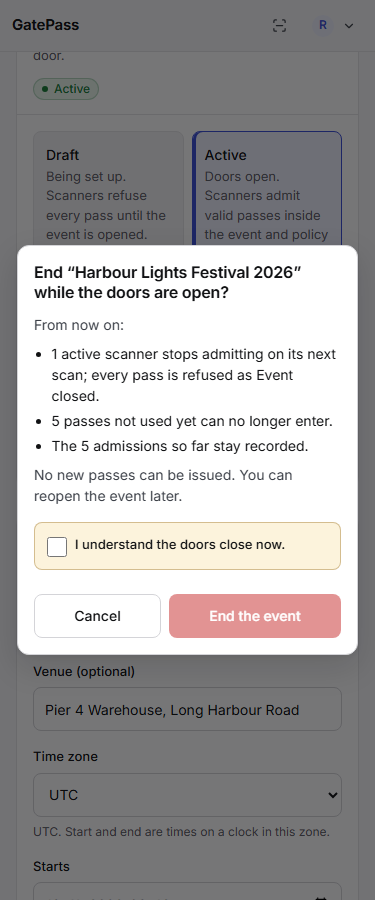 GatePass
R
door.
Active
Draft
Being set up.
Scanners refuse
every pass until the
event is opened.
Active
Doors open.
Scanners admit
valid passes inside
the event and policy
End “Harbour Lights Festival 2026”
while the doors are open?
From now on:
1 active scanner stops admitting on its next
scan; every pass is refused as Event
closed.
5 passes not used yet can no longer enter.
The 5 admissions so far stay recorded.
No new passes can be issued. You can
reopen the event later.
I understand the doors close now.
Cancel
End the event
Venue (optional)
Pier 4 Warehouse, Long Harbour Road
Time zone
UTC
UTC. Start and end are times on a clock in this zone.
Starts